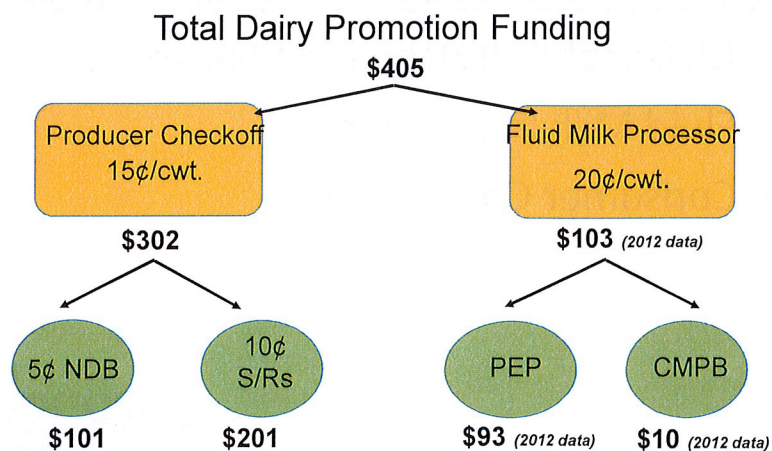 Total Dairy Promotion Funding
$405
Producer Checkoff
15¢/cwt.
Fluid Milk Processor
20¢/cwt.
$302
$103 (2012 data)
5¢ NDB
10¢
S/Rs
PEP
CMPB
$101
$201
$93 (2012 data)
$10 (2012 data)